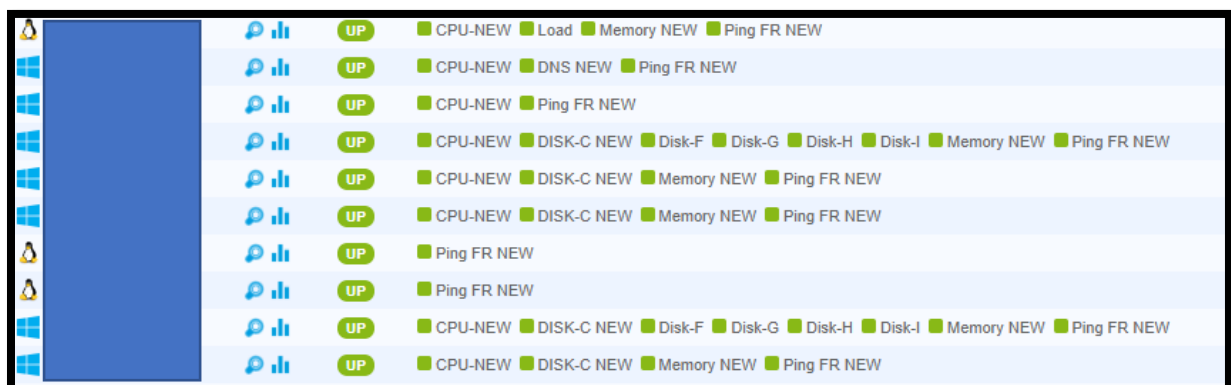 UP CPU-NEW Load Memory NEW Ping FR NEW
UP CPU-NEW DNS NEW Ping FR NEW
UP CPU-NEW Ping FR NEW
UP CPU-NEW DISK-C NEW Disk-F Disk-G Disk-H Disk-I Memory NEW Ping FR NEW
UP CPU-NEW DISK-C NEW Memory NEW Ping FR NEW
UP CPU-NEW DISK-C NEW Memory NEW Ping FR NEW
UP Ping FR NEW
UP Ping FR NEW
UP CPU-NEW DISK-C NEW Disk-F Disk-G Disk-H Disk-I Memory NEW Ping FR NEW
UP CPU-NEW DISK-C NEW Memory NEW Ping FR NEW